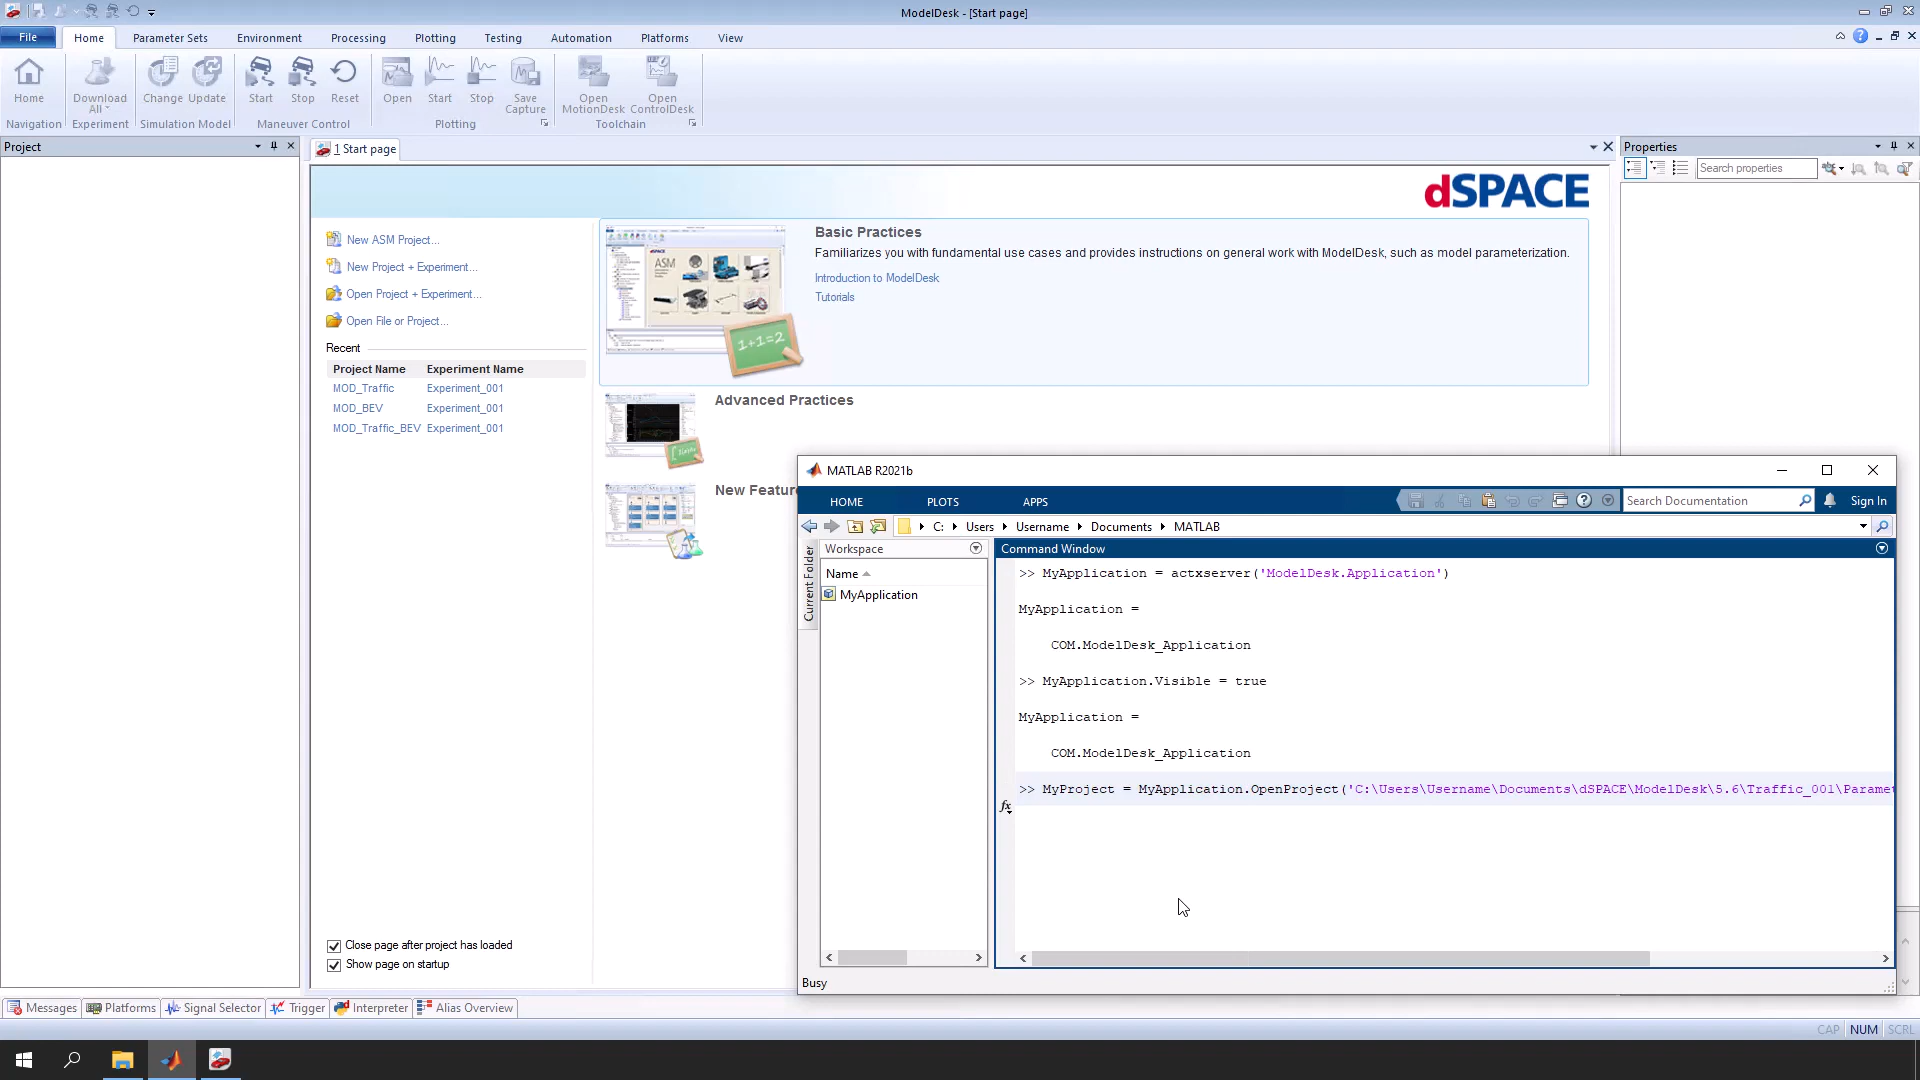 ModelDesk - [Start page]
File
Home
Parameter Sets
Environment
Processing
Plotting
Testing
Automation
Platforms
View
Home
Download All
Change
Update
Start
Stop
Reset
Open
Start
Stop
Save Capture
Open MotionDesk
Open ControlDesk
Navigation
Experiment
Simulation Model
Maneuver Control
Plotting
Toolchain
Project
1 Start page
Properties
Search properties
dSPACE
New ASM Project...
New Project + Experiment...
Open Project + Experiment...
Open File or Project...
Recent
Project Name Experiment Name
MOD_Traffic Experiment_001
MOD_BEV Experiment_001
MOD_Traffic_BEV Experiment_001
Basic Practices
Familiarizes you with fundamental use cases and provides instructions on general work with ModelDesk, such as model parameterization.
Introduction to ModelDesk
Tutorials
ASM
1+1=2
Advanced Practices
New Feature
Close page after project has loaded
Show page on startup
MATLAB R2021b
HOME
PLOTS
APPS
Search Documentation
Sign In
C: Users Username Documents MATLAB
Current Folder
Workspace
Name
MyApplication
Command Window
>> MyApplication = actxserver('ModelDesk.Application')
MyApplication =
COM.ModelDesk_Application
>> MyApplication.Visible = true
MyApplication =
COM.ModelDesk_Application
>> MyProject = MyApplication.OpenProject('C:\Users\Username\Documents\dSPACE\ModelDesk\5.6\Traffic_001\Paramet
fx
Busy
Messages
Platforms
Signal Selector
Trigger
Interpreter
Alias Overview
CAP NUM SCRL